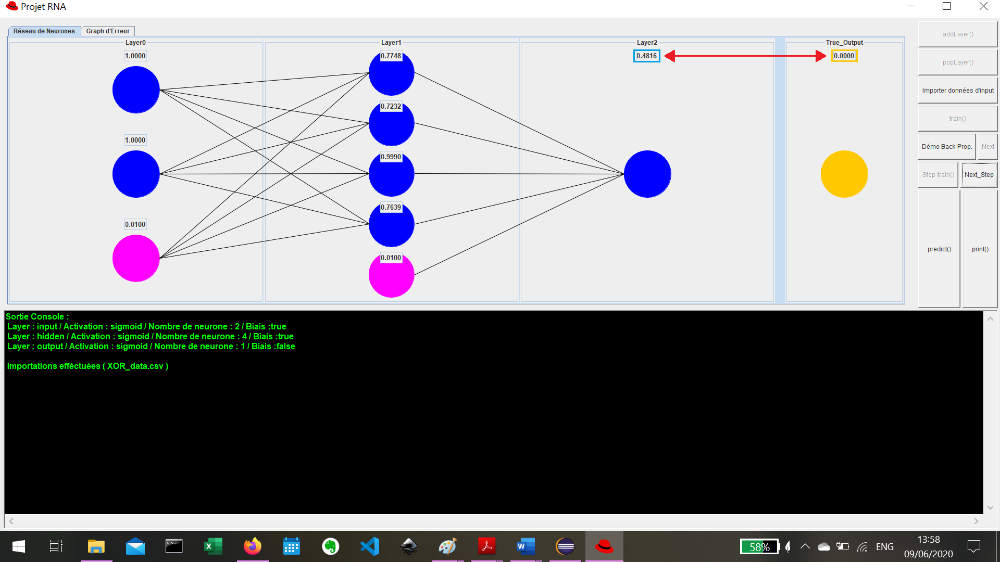 Projet RNA
Réseau de Neurones
Graph d'Erreur
Layer0
Layer1
Layer2
True_Output
1.0000
1.0000
0.0100
0.7748
0.7232
0.9990
0.7639
0.0100
0.4816
0.0000
addLayer()
popLayer()
Importer données d'input
train()
Démo Back-Prop.
Next
Step-train()
Next_Step
predict()
print()
Sortie Console :
Layer : input / Activation : sigmoid / Nombre de neurone : 2 / Biais :true
Layer : hidden / Activation : sigmoid / Nombre de neurone : 4 / Biais :true
Layer : output / Activation : sigmoid / Nombre de neurone : 1 / Biais :false
Importations efféctuées ( XOR_data.csv )
58%
ENG
13:58
09/06/2020